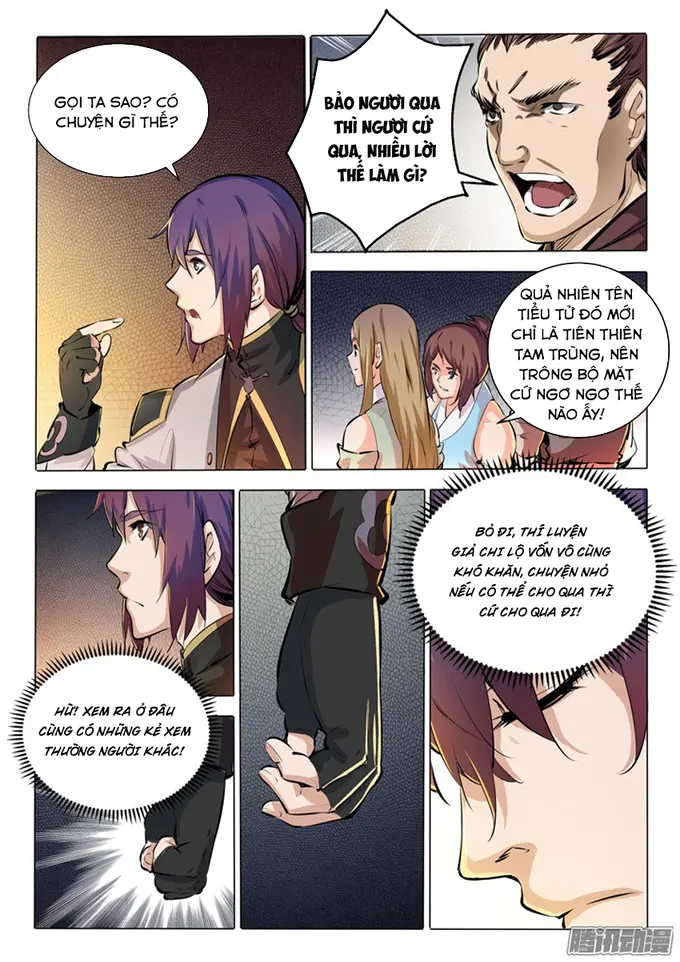 GỌI TA SAO? CÓ
CHUYỆN GÌ THẾ?
BẢO NGƯƠI QUA
THÌ NGƯƠI CỨ
QUA, NHIỀU LỜI
THẾ LÀM GÌ?
QUẢ NHIÊN TÊN
TIỂU TỬ ĐÓ MỚI
CHỈ LÀ TIÊN THIÊN
TAM TRÙNG, NÊN
TRÔNG BỘ MẶT
CỨ NGƠ NGƠ THẾ
NÀO ẤY!
HỪ! XEM RA Ở ĐÂU
CŨNG CÓ NHỮNG KẺ XEM
THƯỜNG NGƯỜI KHÁC!
BỎ ĐI, THÍ LUYỆN
GIẢ CHI LỘ VỐN VÔ CÙNG
KHÓ KHĂN, CHUYỆN NHỎ
NẾU CÓ THỂ CHO QUA THÌ
CỨ CHO QUA ĐI!
腾讯动漫